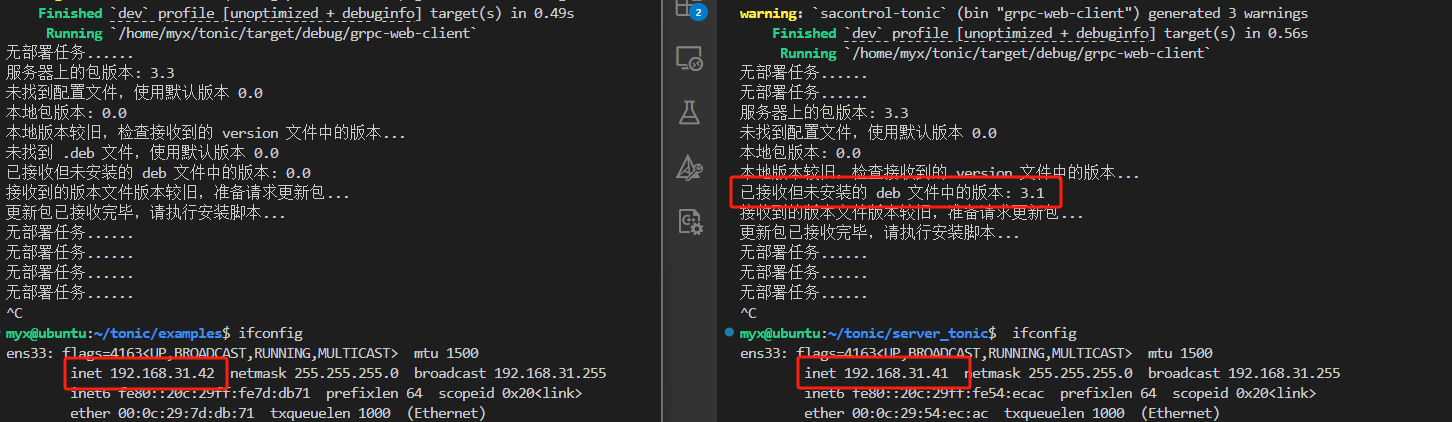 Finished `dev` profile [unoptimized + debuginfo] target(s) in 0.49s
Running `/home/myx/tonic/target/debug/grpc-web-client`
无部署任务......
服务器上的包版本: 3.3
未找到配置文件，使用默认版本 0.0
本地包版本: 0.0
本地版本较旧，检查接收到的 version 文件中的版本...
未找到 .deb 文件，使用默认版本 0.0
已接收但未安装的 deb 文件中的版本: 0.0
接收到的版本文件版本较旧，准备请求更新包...
更新包已接收完毕，请执行安装脚本...
无部署任务......
无部署任务......
无部署任务......
无部署任务......
^C
myx@ubuntu:~/tonic/examples$ ifconfig
ens33: flags=4163<UP,BROADCAST,RUNNING,MULTICAST>  mtu 1500
inet 192.168.31.42  netmask 255.255.255.0  broadcast 192.168.31.255
inet6 fe80::20c:29ff:fe7d:db71  prefixlen 64  scopeid 0x20<link>
ether 00:0c:29:7d:db:71  txqueuelen 1000  (Ethernet)
2
warning: `sacontrol-tonic` (bin "grpc-web-client") generated 3 warnings
Finished `dev` profile [unoptimized + debuginfo] target(s) in 0.56s
Running `/home/myx/tonic/target/debug/grpc-web-client`
无部署任务......
无部署任务......
服务器上的包版本: 3.3
未找到配置文件，使用默认版本 0.0
本地包版本: 0.0
本地版本较旧，检查接收到的 version 文件中的版本...
已接收但未安装的 deb 文件中的版本: 3.1
接收到的版本文件版本较旧，准备请求更新包...
更新包已接收完毕，请执行安装脚本...
无部署任务......
无部署任务......
无部署任务......
^C
myx@ubuntu:~/tonic/server_tonic$  ifconfig
ens33: flags=4163<UP,BROADCAST,RUNNING,MULTICAST>  mtu 1500
inet 192.168.31.41  netmask 255.255.255.0  broadcast 192.168.31.255
inet6 fe80::20c:29ff:fe54:ecac  prefixlen 64  scopeid 0x20<link>
ether 00:0c:29:54:ec:ac  txqueuelen 1000  (Ethernet)